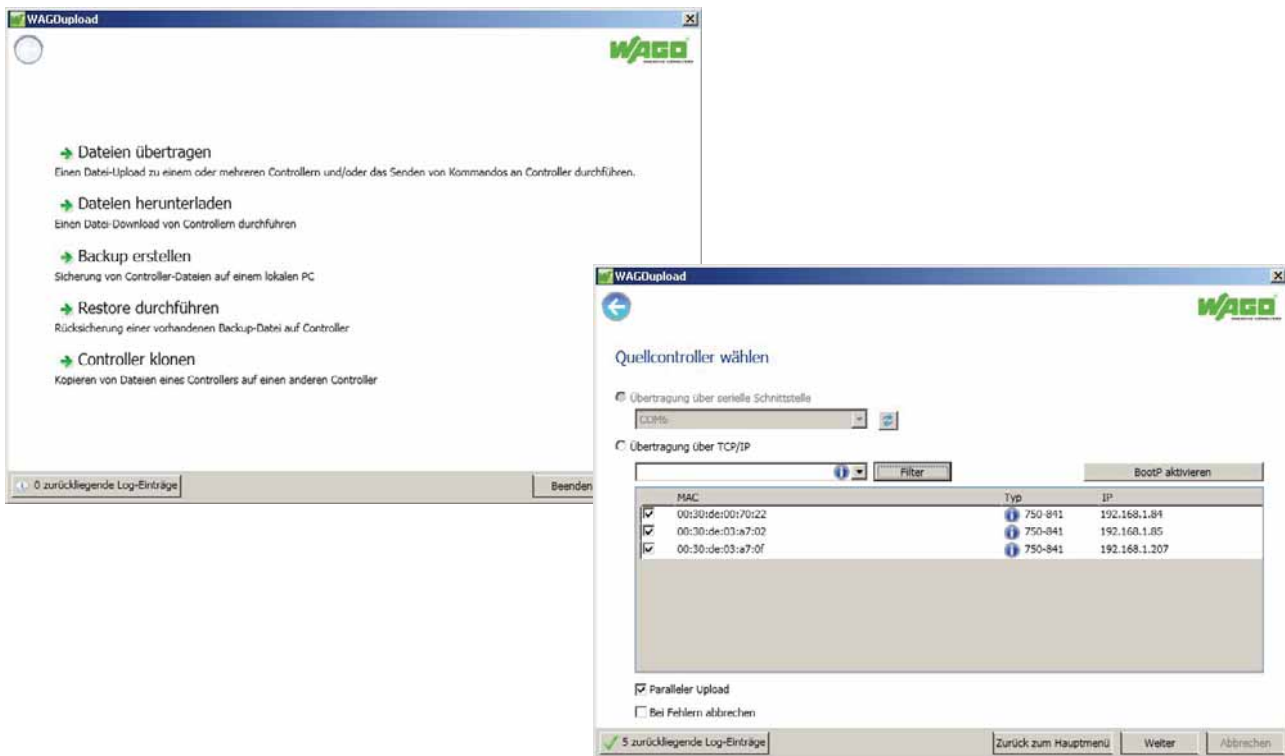 WAGOupload
WAGO
Dateien übertragen
Einen Datei-Upload zu einem oder mehreren Controllern und/oder das Senden von Kommandos an Controller durchführen.
Dateien herunterladen
Einen Datei-Download von Controllern durchführen
Backup erstellen
Sicherung von Controller-Dateien auf einem lokalen PC
Restore durchführen
Rücksicherung einer vorhandenen Backup-Datei auf Controller
Controller klonen
Kopieren von Dateien eines Controllers auf einen anderen Controller
0 zurückliegende Log-Einträge
Beenden
WAGOupload
WAGO
Quellcontroller wählen
Übertragung über serielle Schnittstelle
COM6
Übertragung über TCP/IP
Filter BootP aktivieren
MAC Typ IP
00:30:de:00:70:22 750-841 192.168.1.84
00:30:de:03:a7:02 750-841 192.168.1.85
00:30:de:03:a7:0f 750-841 192.168.1.207
Paralleler Upload
Bei Fehlern abbrechen
5 zurückliegende Log-Einträge Zurück zum Hauptmenü Weiter Abbrechen